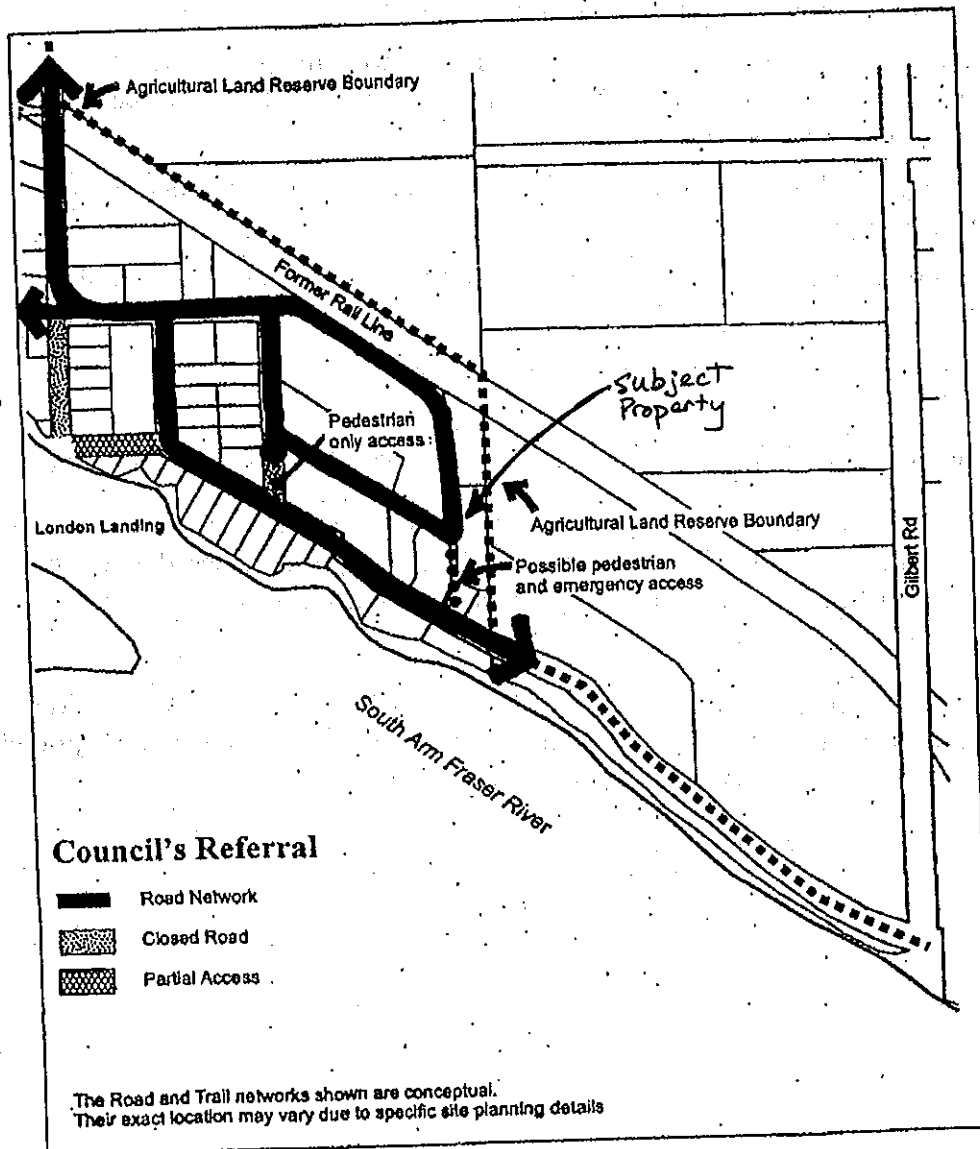 Agricultural Land Reserve Boundary
Former Rail Line
subject
Property
Pedestrian
only access
Agricultural Land Reserve Boundary
London Landing
Possible pedestrian
and emergency access
Gilbert Rd
South Arm Fraser River
Council's Referral
Road Network
Closed Road
Partial Access
The Road and Trail networks shown are conceptual.
Their exact location may vary due to specific site planning details